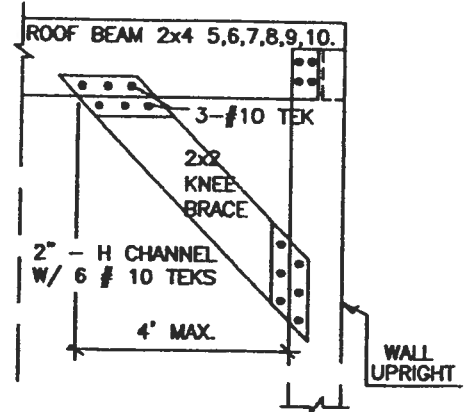 ROOF BEAM 2x4 5,6,7,8,9,10.
3-#10 TEK
2x2
KNEE
BRACE
2" - H CHANNEL
W/ 6 # 10 TEKS
4' MAX.
WALL
UPRIGHT